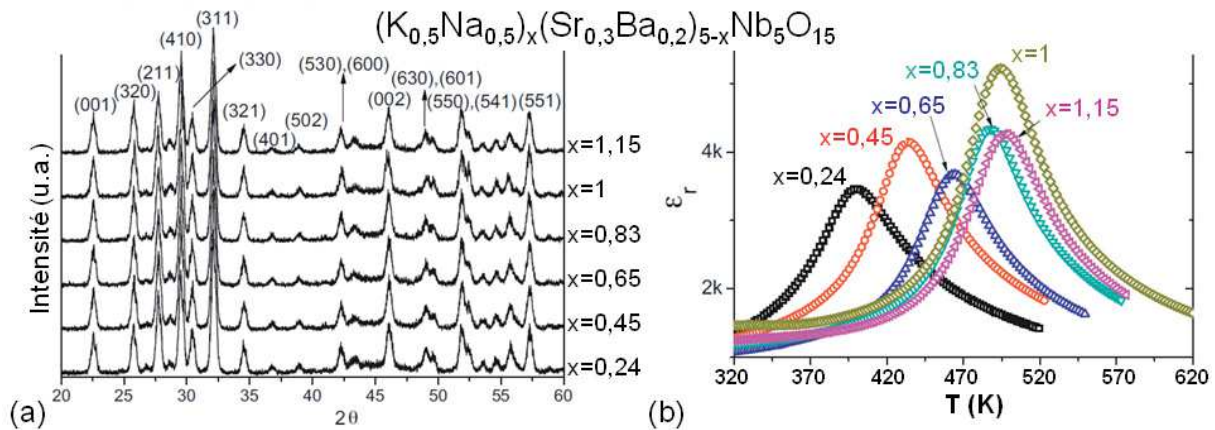 (K₀,₅Na₀,₅)ₓ(Sr₀,₃Ba₀,₂)₅₋ₓNb₅O₁₅
(311)
(410)
(330)
(211)
(320)
(001)
(321)
(401)
(502)
(530),(600)
(002)
(630),(601)
(550),(541)
(551)
x=1,15
x=1
x=0,83
x=0,65
x=0,45
x=0,24
Intensité (u.a.)
20 25 30 35 40 45 50 55 60
2θ
(a)
x=1
x=0,83
x=0,65
x=1,15
x=0,45
x=0,24
4k
2k
εr
320 370 420 470 520 570 620
T (K)
(b)